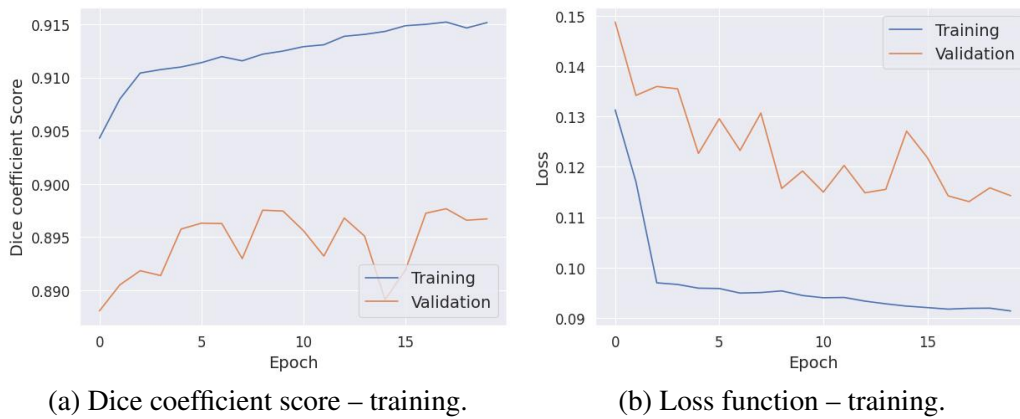 0.915
0.910
0.905
0.900
0.895
0.890
Dice coefficient Score
0
5
10
15
Epoch
Training
Validation
(a) Dice coefficient score – training.
0.15
0.14
0.13
0.12
0.11
0.10
0.09
Loss
0
5
10
15
Epoch
Training
Validation
(b) Loss function – training.